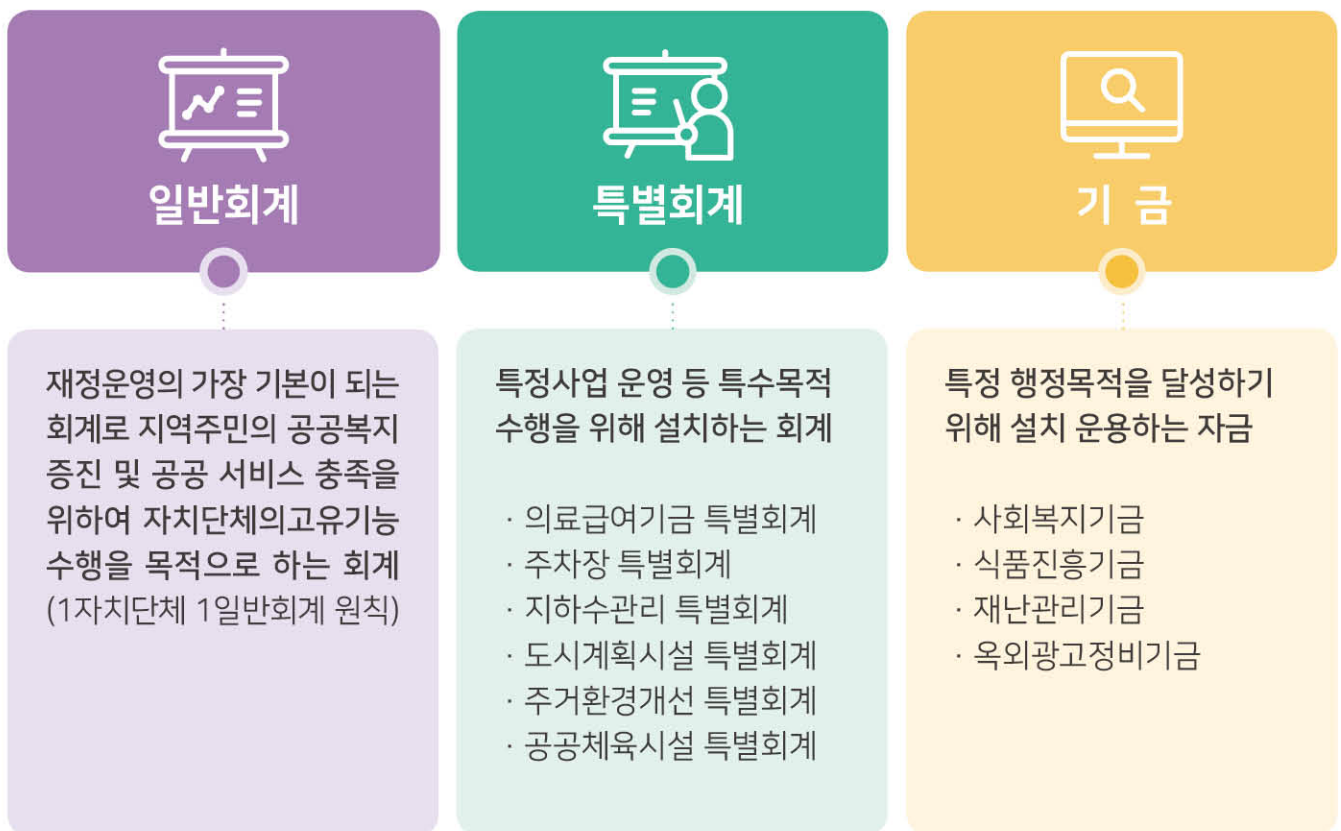 일반회계
재정운영의 가장 기본이 되는
회계로 지역주민의 공공복지
증진 및 공공 서비스 충족을
위하여 자치단체의고유기능
수행을 목적으로 하는 회계
(1자치단체 1일반회계 원칙)
특별회계
특정사업 운영 등 특수목적
수행을 위해 설치하는 회계
· 의료급여기금 특별회계
· 주차장 특별회계
· 지하수관리 특별회계
· 도시계획시설 특별회계
· 주거환경개선 특별회계
· 공공체육시설 특별회계
기 금
특정 행정목적을 달성하기
위해 설치 운용하는 자금
· 사회복지기금
· 식품진흥기금
· 재난관리기금
· 옥외광고정비기금